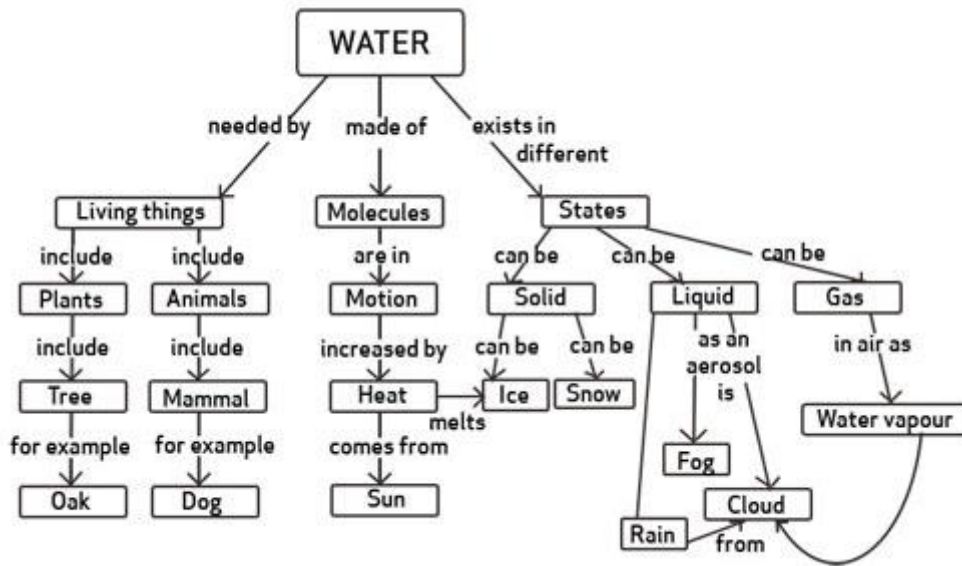 WATER
needed by
made of
exists in
different
Living things
Molecules
States
include
include
are in
can be
can be
can be
Plants
Animals
Motion
Solid
Liquid
Gas
include
include
increased by
can be
can be
as an
aerosol
is
in air as
Tree
Mammal
Heat
melts
Ice
Snow
Water vapour
for example
for example
comes from
Fog
Oak
Dog
Sun
Cloud
Rain
from